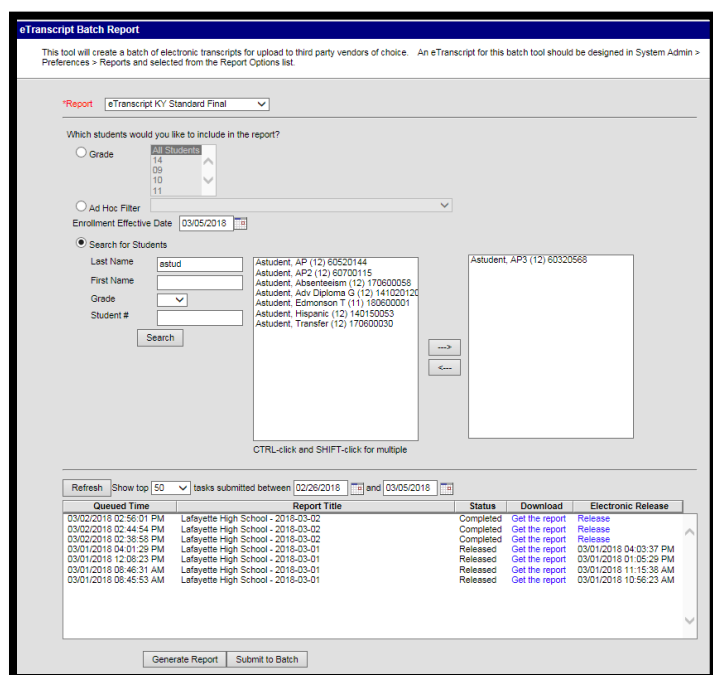 eTranscript Batch Report
This tool will create a batch of electronic transcripts for upload to third party vendors of choice. An eTranscript for this batch tool should be designed in System Admin >
Preferences > Reports and selected from the Report Options list.
*Report eTranscript KY Standard Final
Which students would you like to include in the report?
Grade
All Students
14
09
10
11
Ad Hoc Filter
Enrollment Effective Date 03/05/2018
Search for Students
Last Name astud
First Name
Grade
Student #
Search
Astudent, AP (12) 60520144
Astudent, AP2 (12) 60700115
Astudent, Absenteeism (12) 170600058
Astudent, Adv Diploma G (12) 141020120
Astudent, Edmonson T (11) 180600001
Astudent, Hispanic (12) 140150053
Astudent, Transfer (12) 170600030
--->
<---
Astudent, AP3 (12) 60320568
CTRL-click and SHIFT-click for multiple
Refresh Show top 50 tasks submitted between 02/26/2018 and 03/05/2018
Queued Time Report Title Status Download Electronic Release
03/02/2018 02:56:01 PM Lafayette High School - 2018-03-02 Completed Get the report Release
03/02/2018 02:44:54 PM Lafayette High School - 2018-03-02 Completed Get the report Release
03/02/2018 02:38:58 PM Lafayette High School - 2018-03-02 Completed Get the report Release
03/01/2018 04:01:29 PM Lafayette High School - 2018-03-01 Released Get the report 03/01/2018 04:03:37 PM
03/01/2018 12:08:23 PM Lafayette High School - 2018-03-01 Released Get the report 03/01/2018 01:05:29 PM
03/01/2018 08:46:31 AM Lafayette High School - 2018-03-01 Released Get the report 03/01/2018 11:15:38 AM
03/01/2018 08:45:53 AM Lafayette High School - 2018-03-01 Released Get the report 03/01/2018 10:56:23 AM
Generate Report Submit to Batch